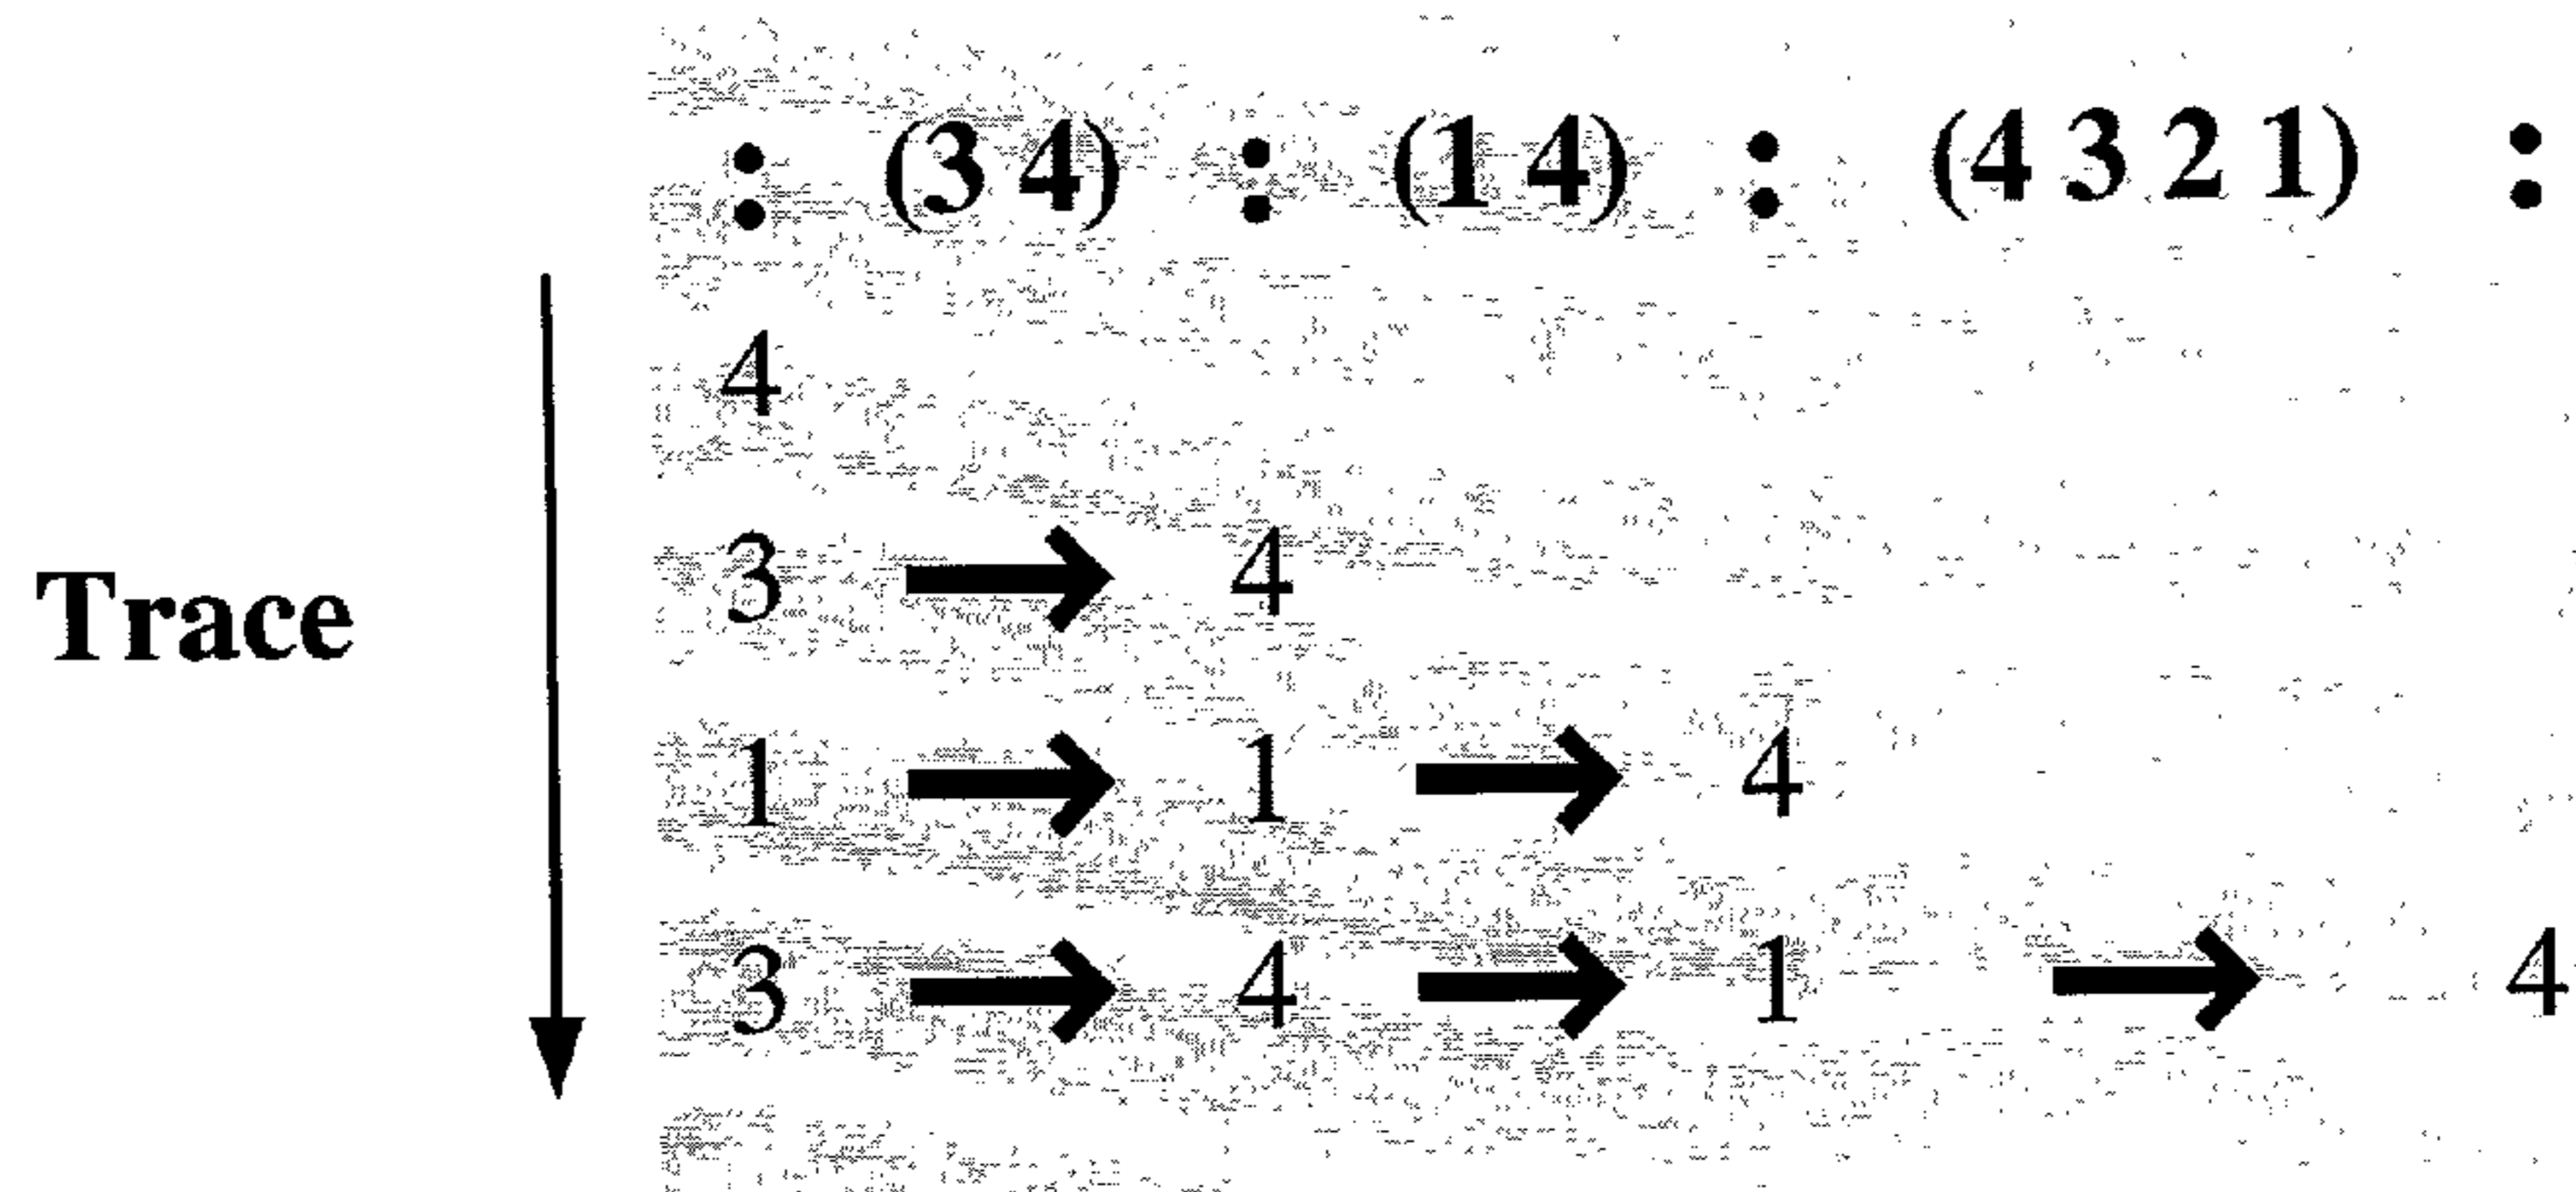 : (3 4) : (1 4) : (4 3 2 1) :
4
3 → 4
Trace
1 → 1 → 4
3 → 4 → 1 → 4